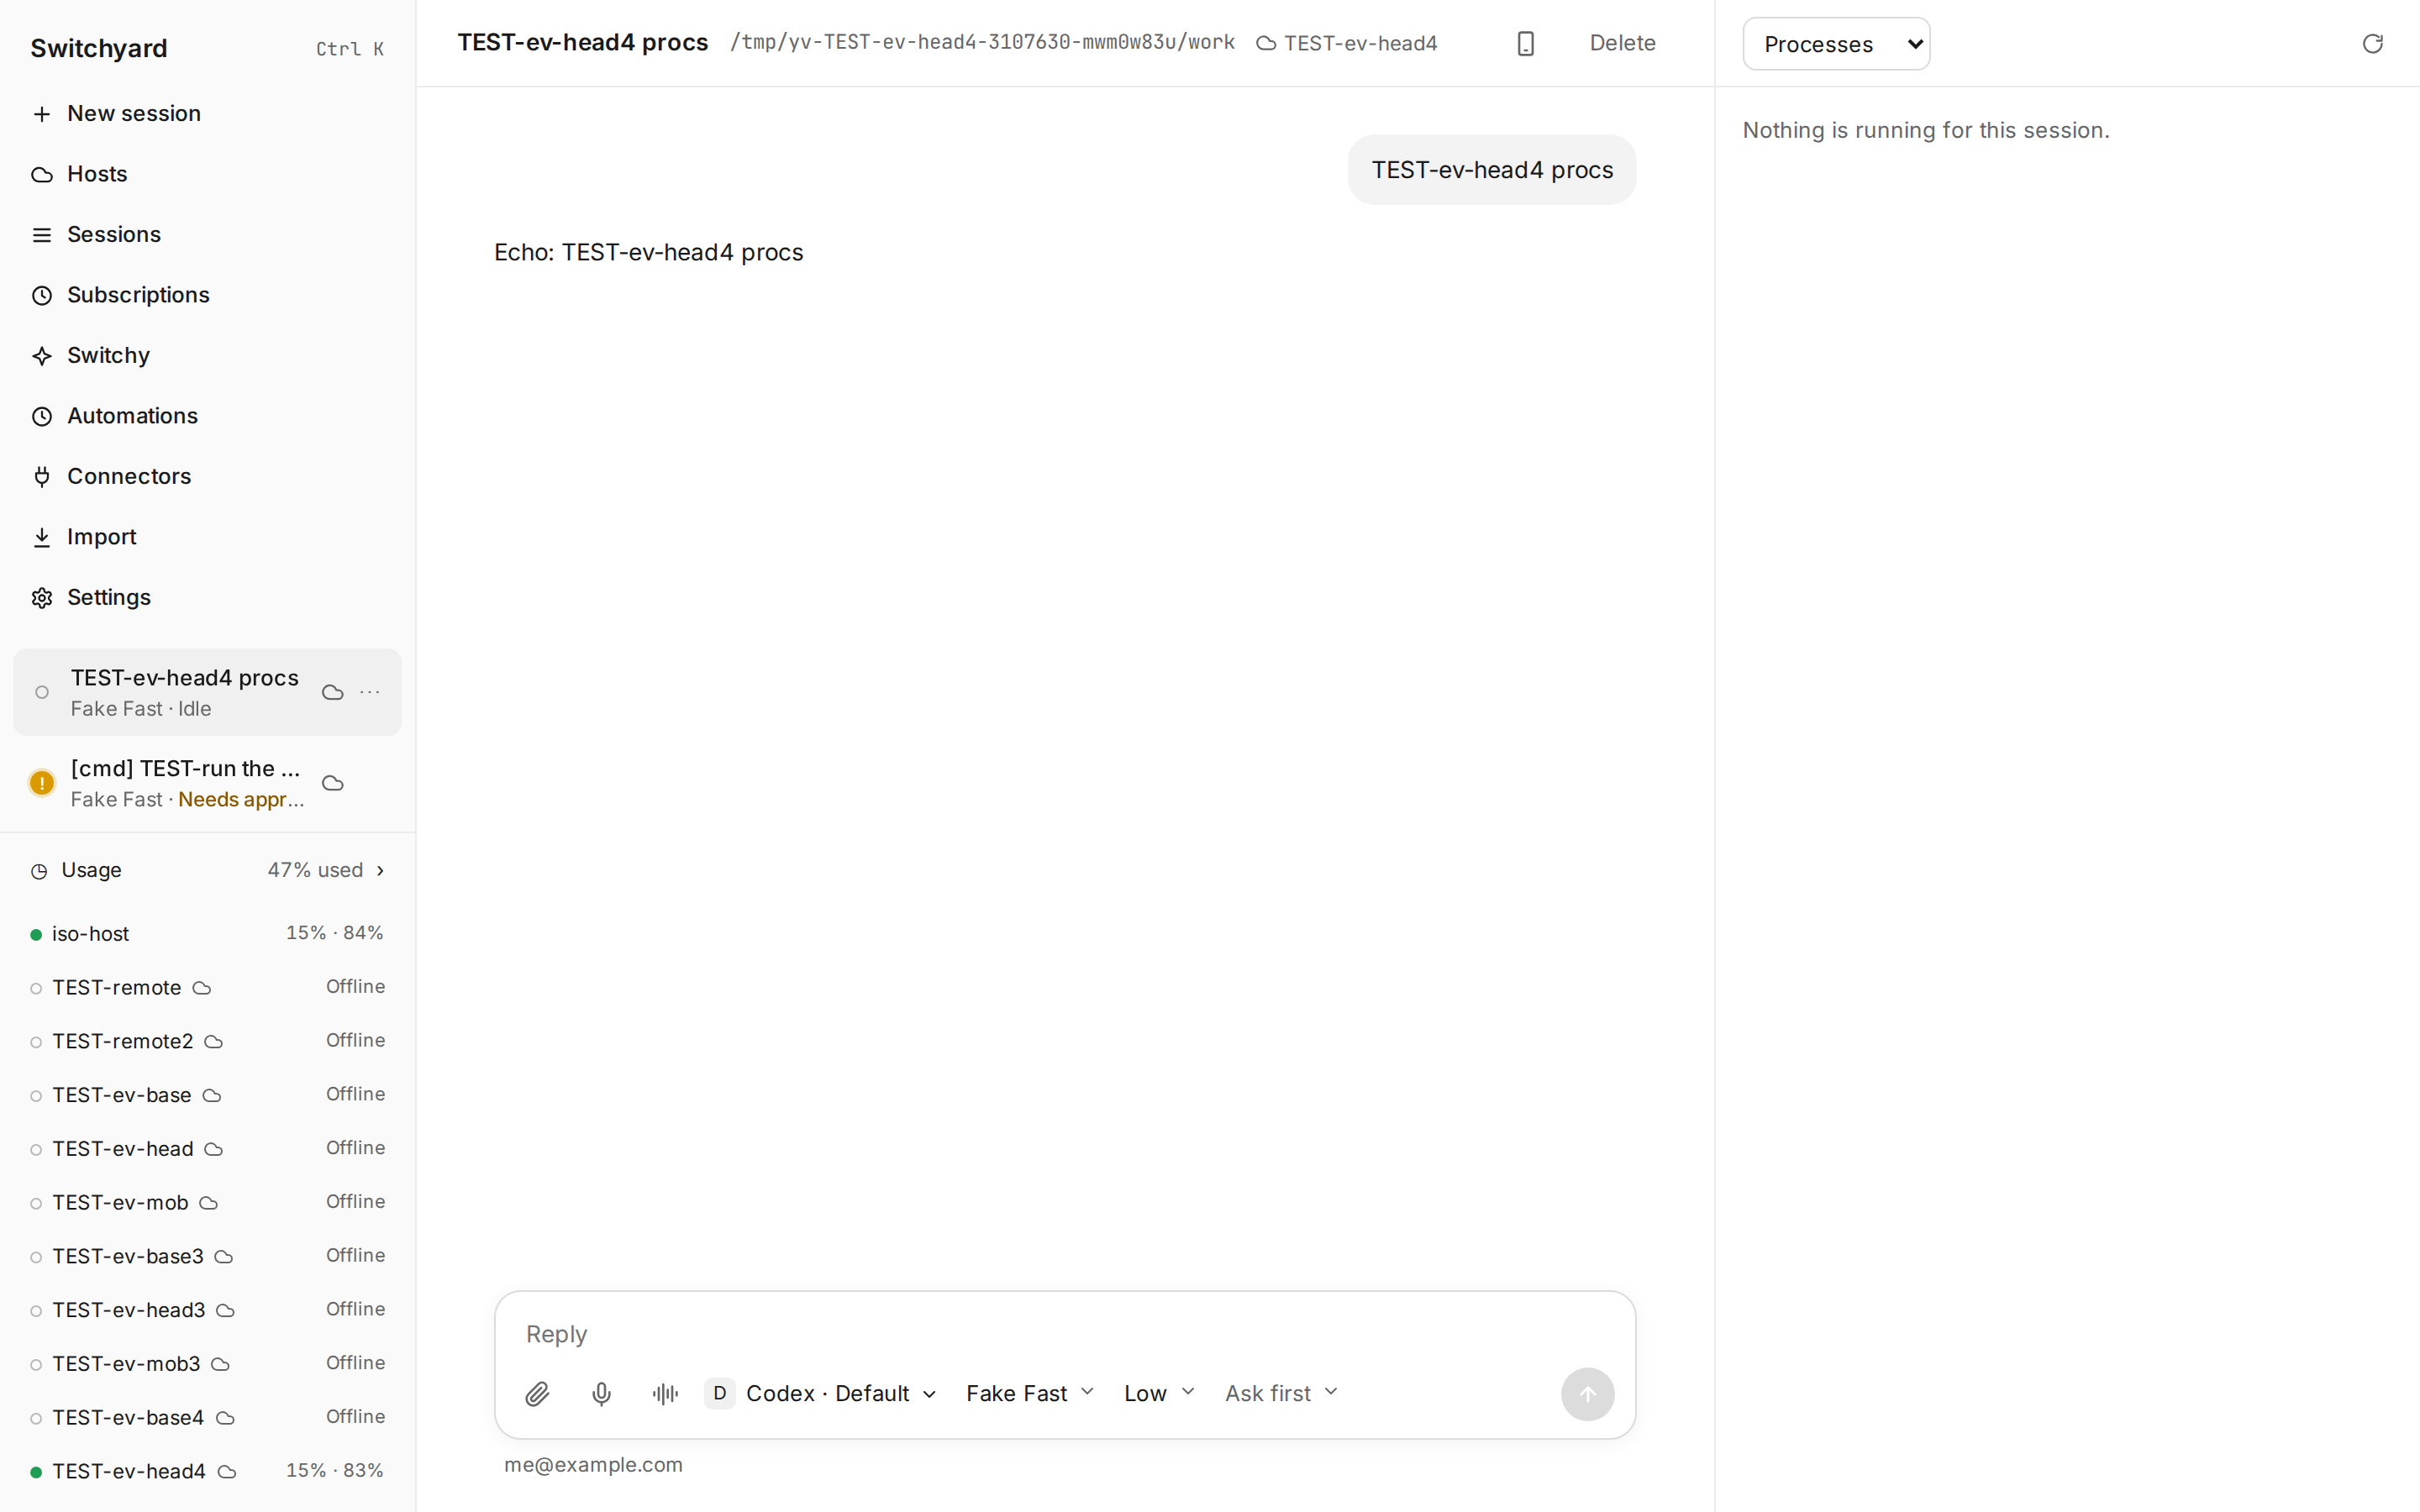 Switchyard
Ctrl K
New session
Hosts
Sessions
Subscriptions
Switchy
Automations
Connectors
Import
Settings
TEST-ev-head4 procs
Fake Fast · Idle
[cmd] TEST-run the ...
Fake Fast · Needs appr...
Usage
47% used
iso-host
15% · 84%
TEST-remote
Offline
TEST-remote2
Offline
TEST-ev-base
Offline
TEST-ev-head
Offline
TEST-ev-mob
Offline
TEST-ev-base3
Offline
TEST-ev-head3
Offline
TEST-ev-mob3
Offline
TEST-ev-base4
Offline
TEST-ev-head4
15% · 83%
TEST-ev-head4 procs
/tmp/yv-TEST-ev-head4-3107630-mwm0w83u/work
TEST-ev-head4
Delete
TEST-ev-head4 procs
Echo: TEST-ev-head4 procs
Reply
D Codex · Default
Fake Fast
Low
Ask first
me@example.com
Processes
Nothing is running for this session.